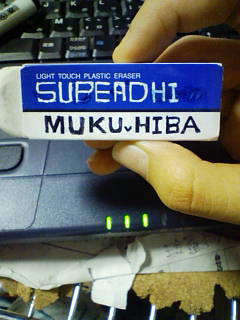 LIGHT TOUCH PLASTIC ERASER
SUPEADHI
MUKU HIBA